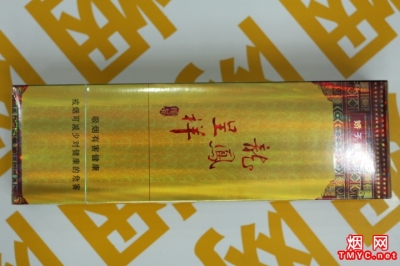 龍鳳呈祥
吸烟有害健康
戒烟可减少对健康的危害
烟网
TMYC.net